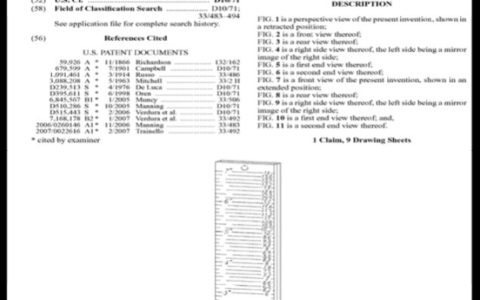 (52) U.S. Cl. .......... D10/71
(58) Field of Classification Search .......... D10/71
33/483–494
See application file for complete search history.
(56) References Cited
U.S. PATENT DOCUMENTS
59,926 A * 11/1866 Richardson .......... 132/162
679,599 A * 7/1901 Campbell .......... D10/71
1,091,461 A * 3/1914 Russo .......... 33/486
3,088,208 A * 5/1963 Mitchell .......... 33/2 R
D239,513 S * 4/1976 De Luca .......... D10/71
D395,611 S * 6/1998 Oren .......... D10/71
6,845,567 B1 * 1/2005 Muncy .......... 33/506
D510,286 S * 10/2005 Manning .......... D10/71
D515,443 S * 2/2006 Verdura et al. .......... D10/71
7,168,178 B2 * 1/2007 Verdura et al. .......... 33/492
2006/0260146 A1 * 11/2006 Manning .......... 33/483
2007/0022616 A1 * 2/2007 Trainello .......... 33/492
* cited by examiner
DESCRIPTION
FIG. 1 is a perspective view of the present invention, shown in
a retracted position;
FIG. 2 is a front view thereof;
FIG. 3 is a rear view thereof;
FIG. 4 is a right side view thereof, the left side being a mirror
image of the right side;
FIG. 5 is a first end view thereof;
FIG. 6 is a second end view thereof;
FIG. 7 is a front view of the present invention, shown in an
extended position;
FIG. 8 is a rear view thereof;
FIG. 9 is a right side view thereof, the left side being a mirror
image of the right side;
FIG. 10 is a first end view thereof; and,
FIG. 11 is a second end view thereof.
1 Claim, 9 Drawing Sheets
7"
6"